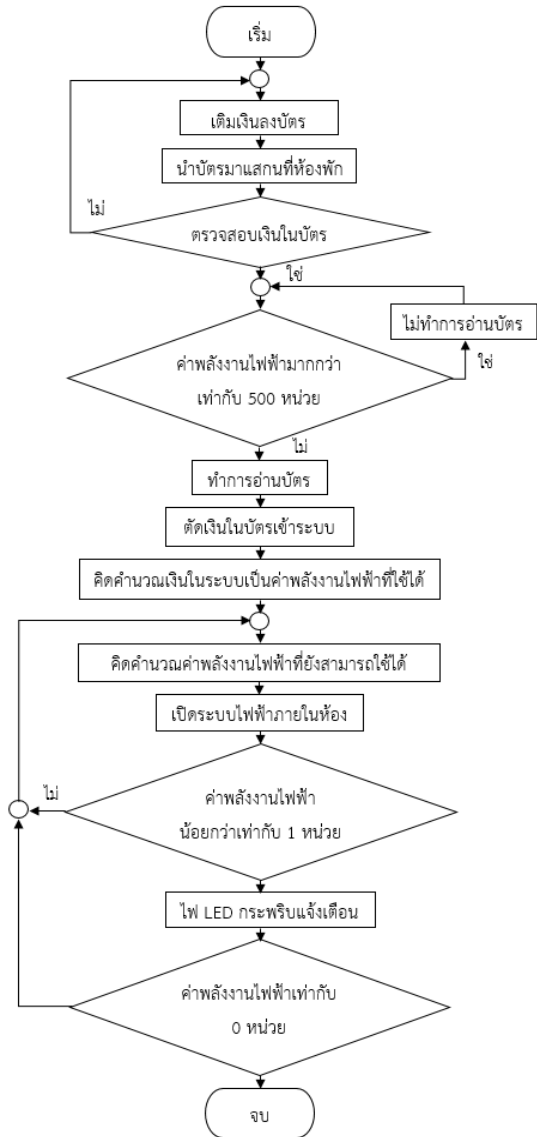 เริ่ม
เติมเงินลงบัตร
นำบัตรมาแสกนที่ห้องพัก
ไม่
ตรวจสอบเงินในบัตร
ใช่
ไม่ทำการอ่านบัตร
ค่าพลังงานไฟฟ้ามากกว่า
เท่ากับ 500 หน่วย
ใช่
ไม่
ทำการอ่านบัตร
ตัดเงินในบัตรเข้าระบบ
คิดคำนวณเงินในระบบเป็นค่าพลังงานไฟฟ้าที่ใช้ได้
คิดคำนวณค่าพลังงานไฟฟ้าที่ยังสามารถใช้ได้
เปิดระบบไฟฟ้าภายในห้อง
ไม่
ค่าพลังงานไฟฟ้า
น้อยกว่าเท่ากับ 1 หน่วย
ไฟ LED กระพริบแจ้งเตือน
ค่าพลังงานไฟฟ้าเท่ากับ
0 หน่วย
จบ